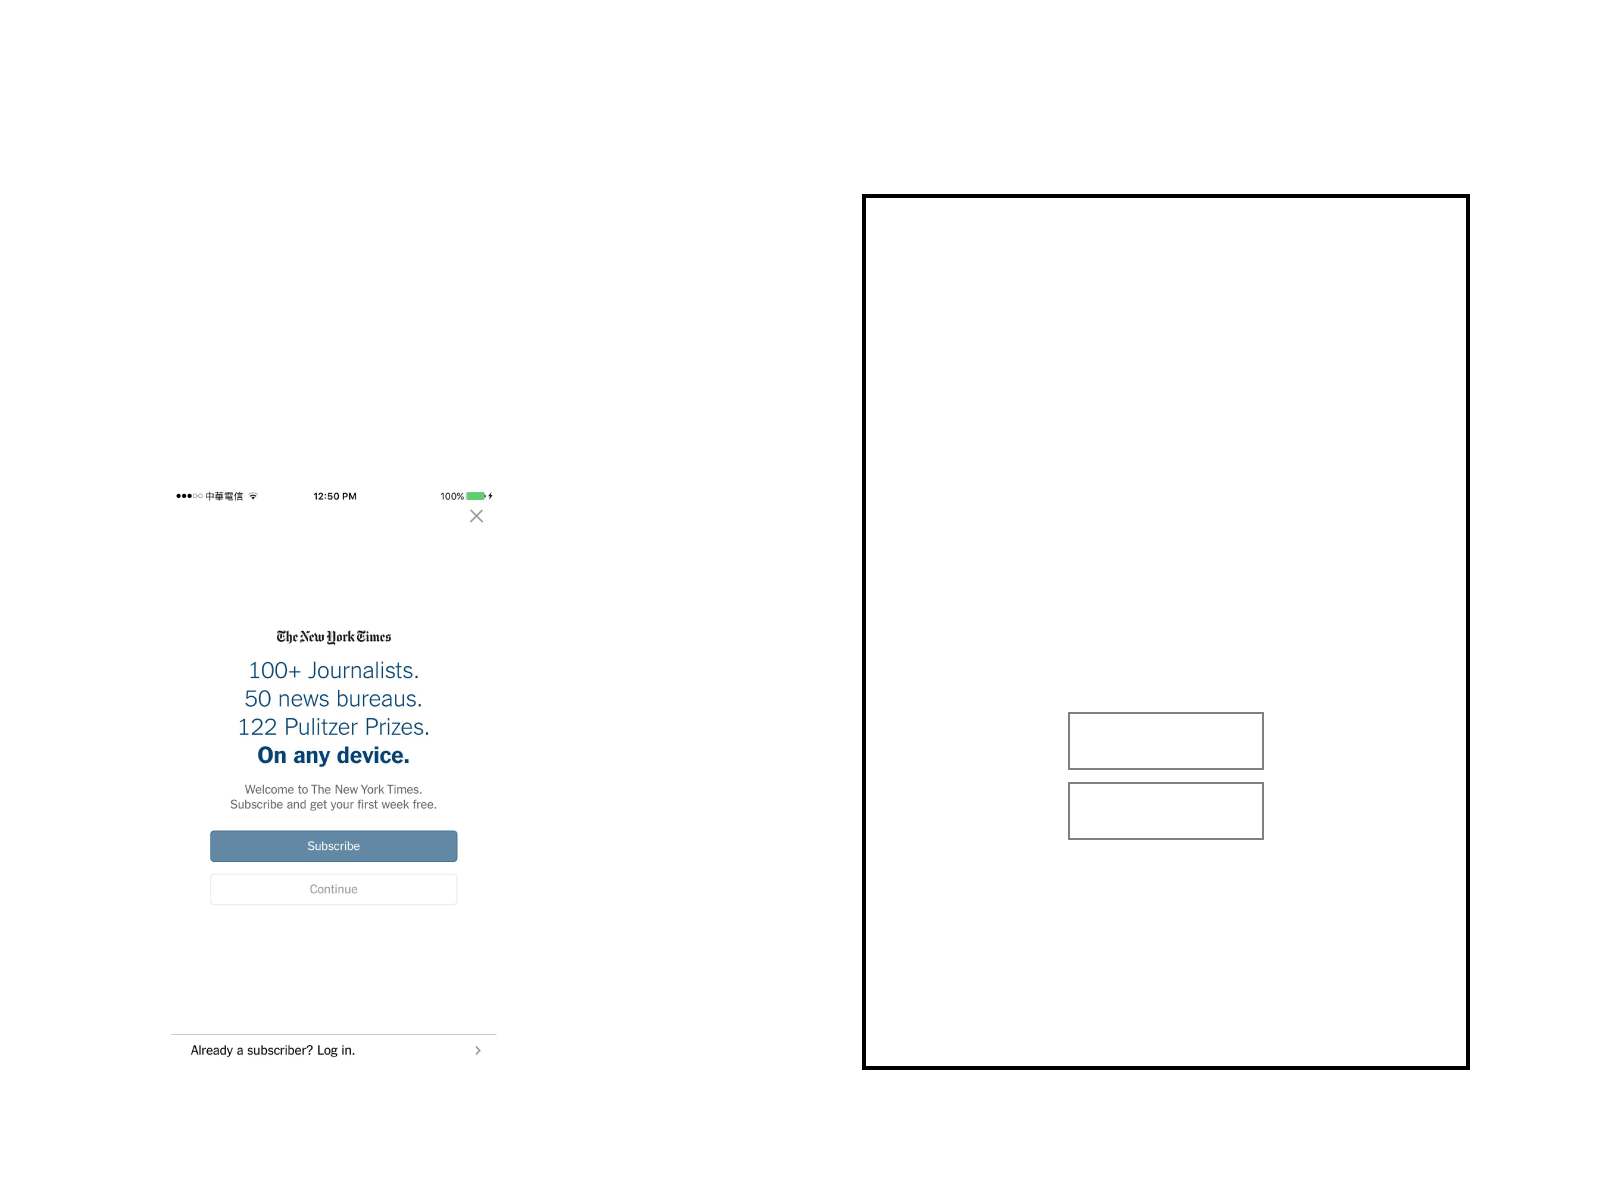 中華電信 12:50 PM 100%
The New York Times
100+ Journalists.
50 news bureaus.
122 Pulitzer Prizes.
On any device.
Welcome to The New York Times.
Subscribe and get your first week free.
Subscribe
Continue
Already a subscriber? Log in.